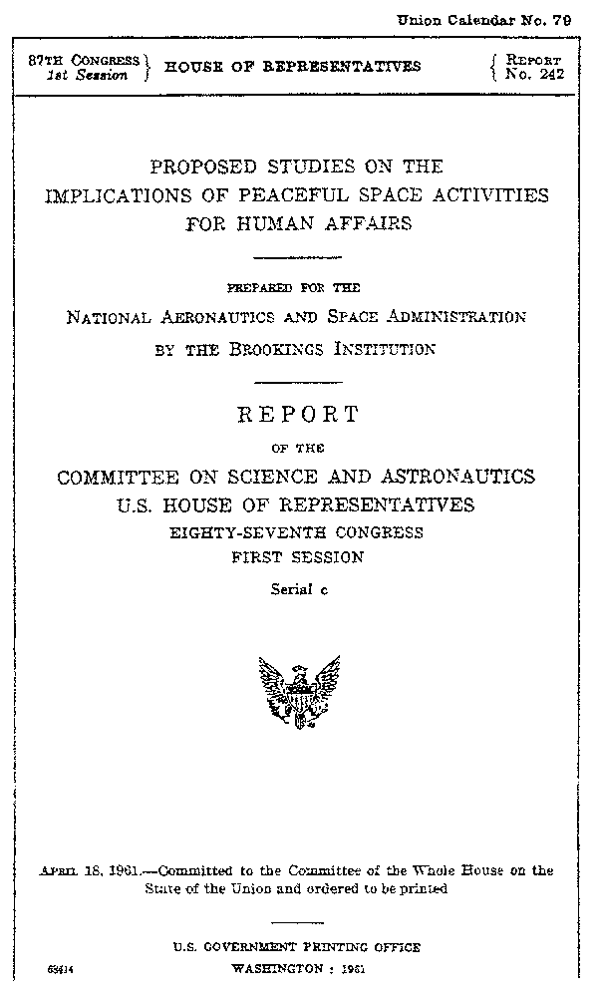 Union Calendar No. 79
87TH CONGRESS } HOUSE OF REPRESENTATIVES { REPORT
1st Session } { No. 242
PROPOSED STUDIES ON THE
IMPLICATIONS OF PEACEFUL SPACE ACTIVITIES
FOR HUMAN AFFAIRS
PREPARED FOR THE
NATIONAL AERONAUTICS AND SPACE ADMINISTRATION
BY THE BROOKINGS INSTITUTION
REPORT
OF THE
COMMITTEE ON SCIENCE AND ASTRONAUTICS
U.S. HOUSE OF REPRESENTATIVES
EIGHTY-SEVENTH CONGRESS
FIRST SESSION
Serial c
APRIL 18, 1961.—Committed to the Committee of the Whole House on the
State of the Union and ordered to be printed
U.S. GOVERNMENT PRINTING OFFICE
68414 WASHINGTON : 1961